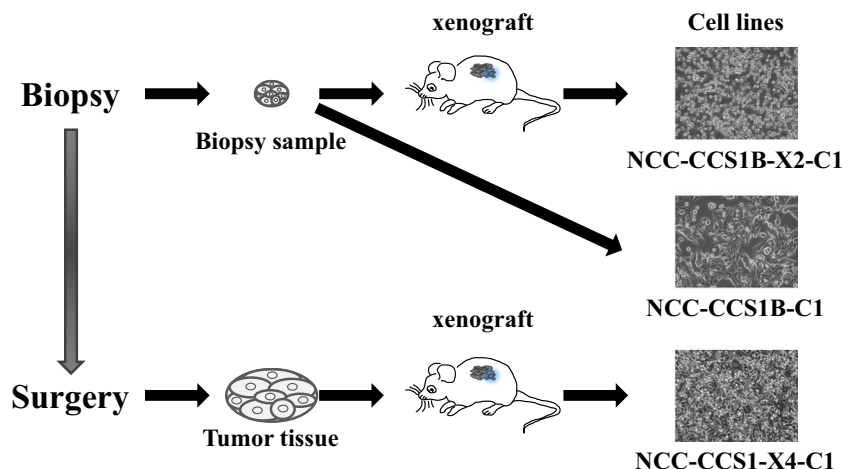 xenograft
Cell lines
Biopsy
Biopsy sample
NCC-CCS1B-X2-C1
NCC-CCS1B-C1
xenograft
Surgery
Tumor tissue
NCC-CCS1-X4-C1